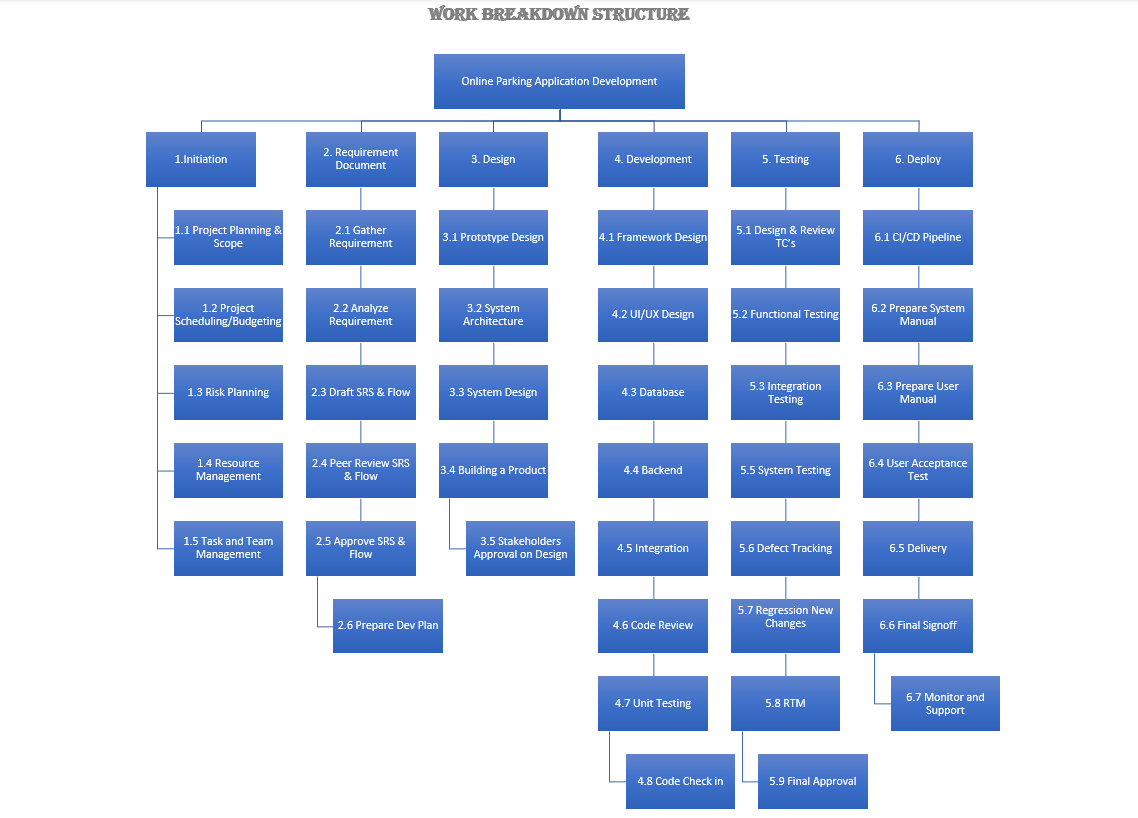 WORK BREAKDOWN STRUCTURE
Online Parking Application Development
1.Initiation
2. Requirement
Document
3. Design
4. Development
5. Testing
6. Deploy
1.1 Project Planning &
Scope
2.1 Gather
Requirement
3.1 Prototype Design
4.1 Framework Design
5.1 Design & Review
TC's
6.1 CI/CD Pipeline
1.2 Project
Scheduling/Budgeting
2.2 Analyze
Requirement
3.2 System
Architecture
4.2 UI/UX Design
5.2 Functional Testing
6.2 Prepare System
Manual
1.3 Risk Planning
2.3 Draft SRS & Flow
3.3 System Design
4.3 Database
5.3 Integration
Testing
6.3 Prepare User
Manual
1.4 Resource
Management
2.4 Peer Review SRS
& Flow
3.4 Building a Product
4.4 Backend
5.5 System Testing
6.4 User Acceptance
Test
1.5 Task and Team
Management
2.5 Approve SRS &
Flow
3.5 Stakeholders
Approval on Design
4.5 Integration
5.6 Defect Tracking
6.5 Delivery
2.6 Prepare Dev Plan
4.6 Code Review
5.7 Regression New
Changes
6.6 Final Signoff
4.7 Unit Testing
5.8 RTM
6.7 Monitor and
Support
4.8 Code Check in
5.9 Final Approval